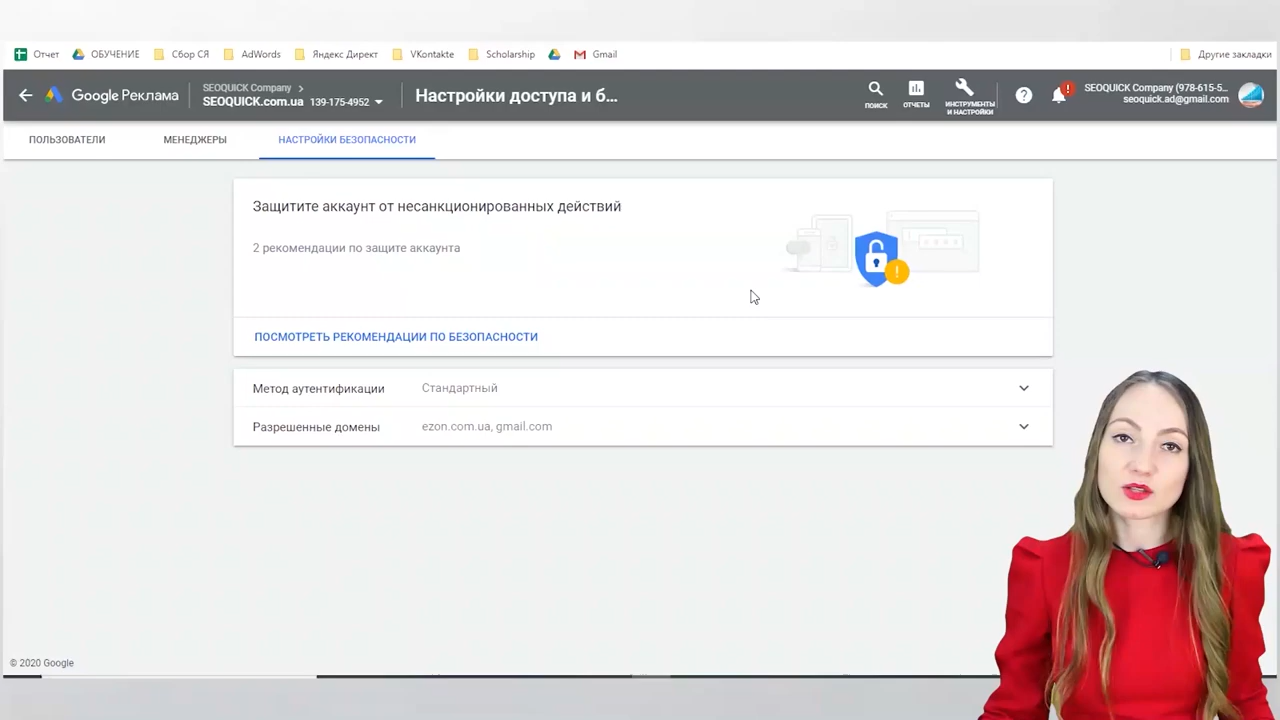 Отчет
ОБУЧЕНИЕ
Сбор СЯ
AdWords
Яндекс Директ
VKontakte
Scholarship
Gmail
Другие закладки
Google Реклама
SEOQUICK Company
SEOQUICK.com.ua 139-175-4952
Настройки доступа и б...
ПОИСК
ОТЧЕТЫ
ИНСТРУМЕНТЫ
И НАСТРОЙКИ
SEOQUICK Company (978-615-5...
seoquick.ad@gmail.com
ПОЛЬЗОВАТЕЛИ
МЕНЕДЖЕРЫ
НАСТРОЙКИ БЕЗОПАСНОСТИ
Защитите аккаунт от несанкционированных действий
2 рекомендации по защите аккаунта
ПОСМОТРЕТЬ РЕКОМЕНДАЦИИ ПО БЕЗОПАСНОСТИ
Метод аутентификации Стандартный
Разрешенные домены ezon.com.ua, gmail.com
© 2020 Google